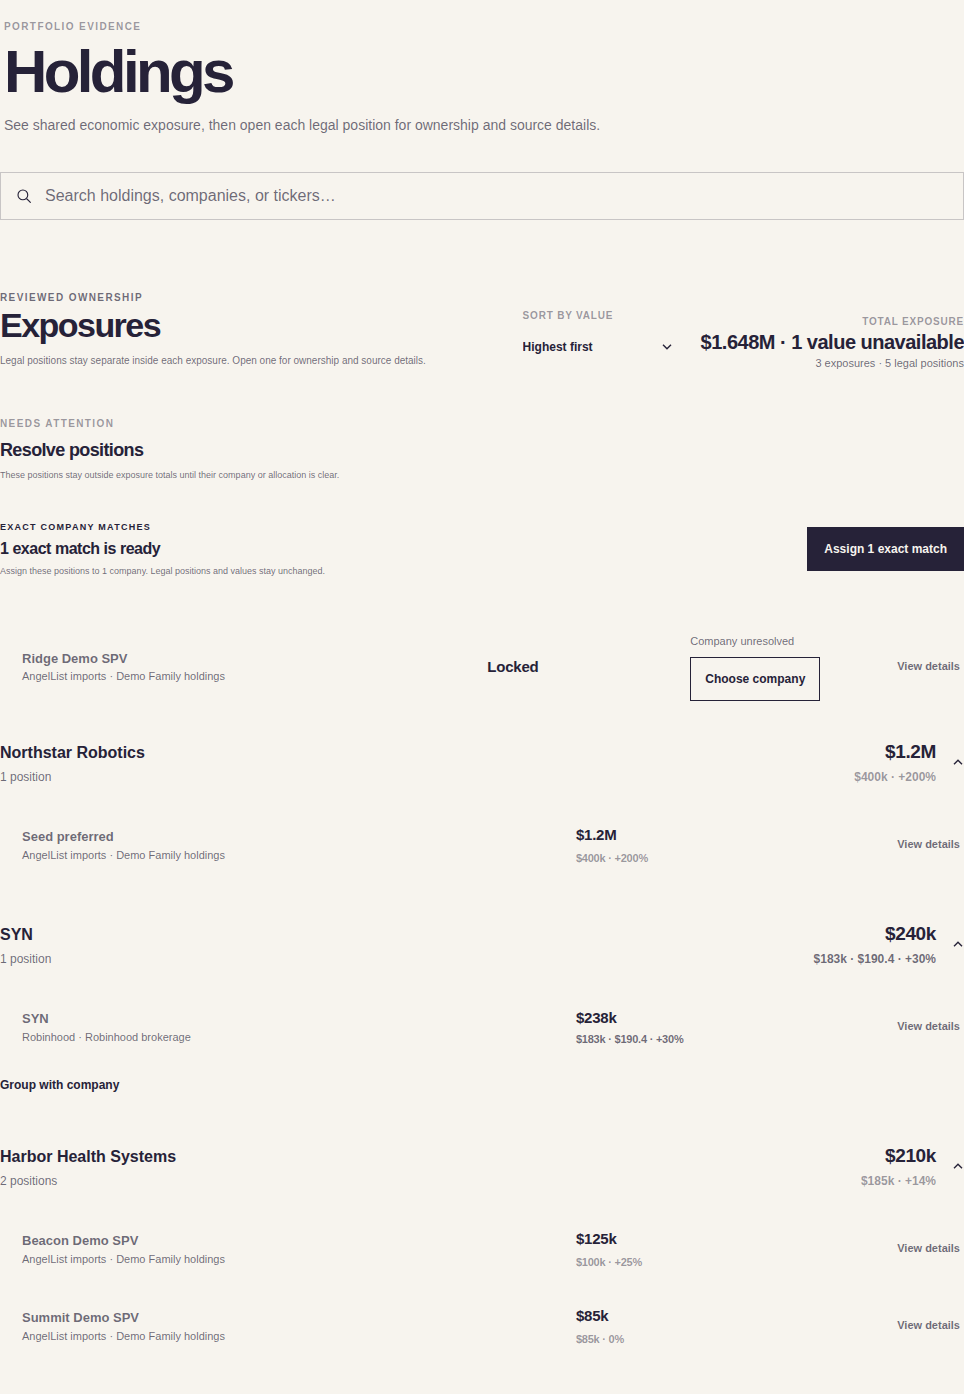 PORTFOLIO EVIDENCE
Holdings
See shared economic exposure, then open each legal position for ownership and source details.
Search holdings, companies, or tickers…
REVIEWED OWNERSHIP
Exposures
Legal positions stay separate inside each exposure. Open one for ownership and source details.
SORT BY VALUE
Highest first
TOTAL EXPOSURE
$1.648M · 1 value unavailable
3 exposures · 5 legal positions
NEEDS ATTENTION
Resolve positions
These positions stay outside exposure totals until their company or allocation is clear.
EXACT COMPANY MATCHES
1 exact match is ready
Assign these positions to 1 company. Legal positions and values stay unchanged.
Assign 1 exact match
Ridge Demo SPV
AngelList imports · Demo Family holdings
Locked
Company unresolved
Choose company
View details
Northstar Robotics
1 position
$1.2M
$400k · +200%
Seed preferred
AngelList imports · Demo Family holdings
$1.2M
$400k · +200%
View details
SYN
1 position
$240k
$183k · $190.4 · +30%
SYN
Robinhood · Robinhood brokerage
$238k
$183k · $190.4 · +30%
View details
Group with company
Harbor Health Systems
2 positions
$210k
$185k · +14%
Beacon Demo SPV
AngelList imports · Demo Family holdings
$125k
$100k · +25%
View details
Summit Demo SPV
AngelList imports · Demo Family holdings
$85k
$85k · 0%
View details